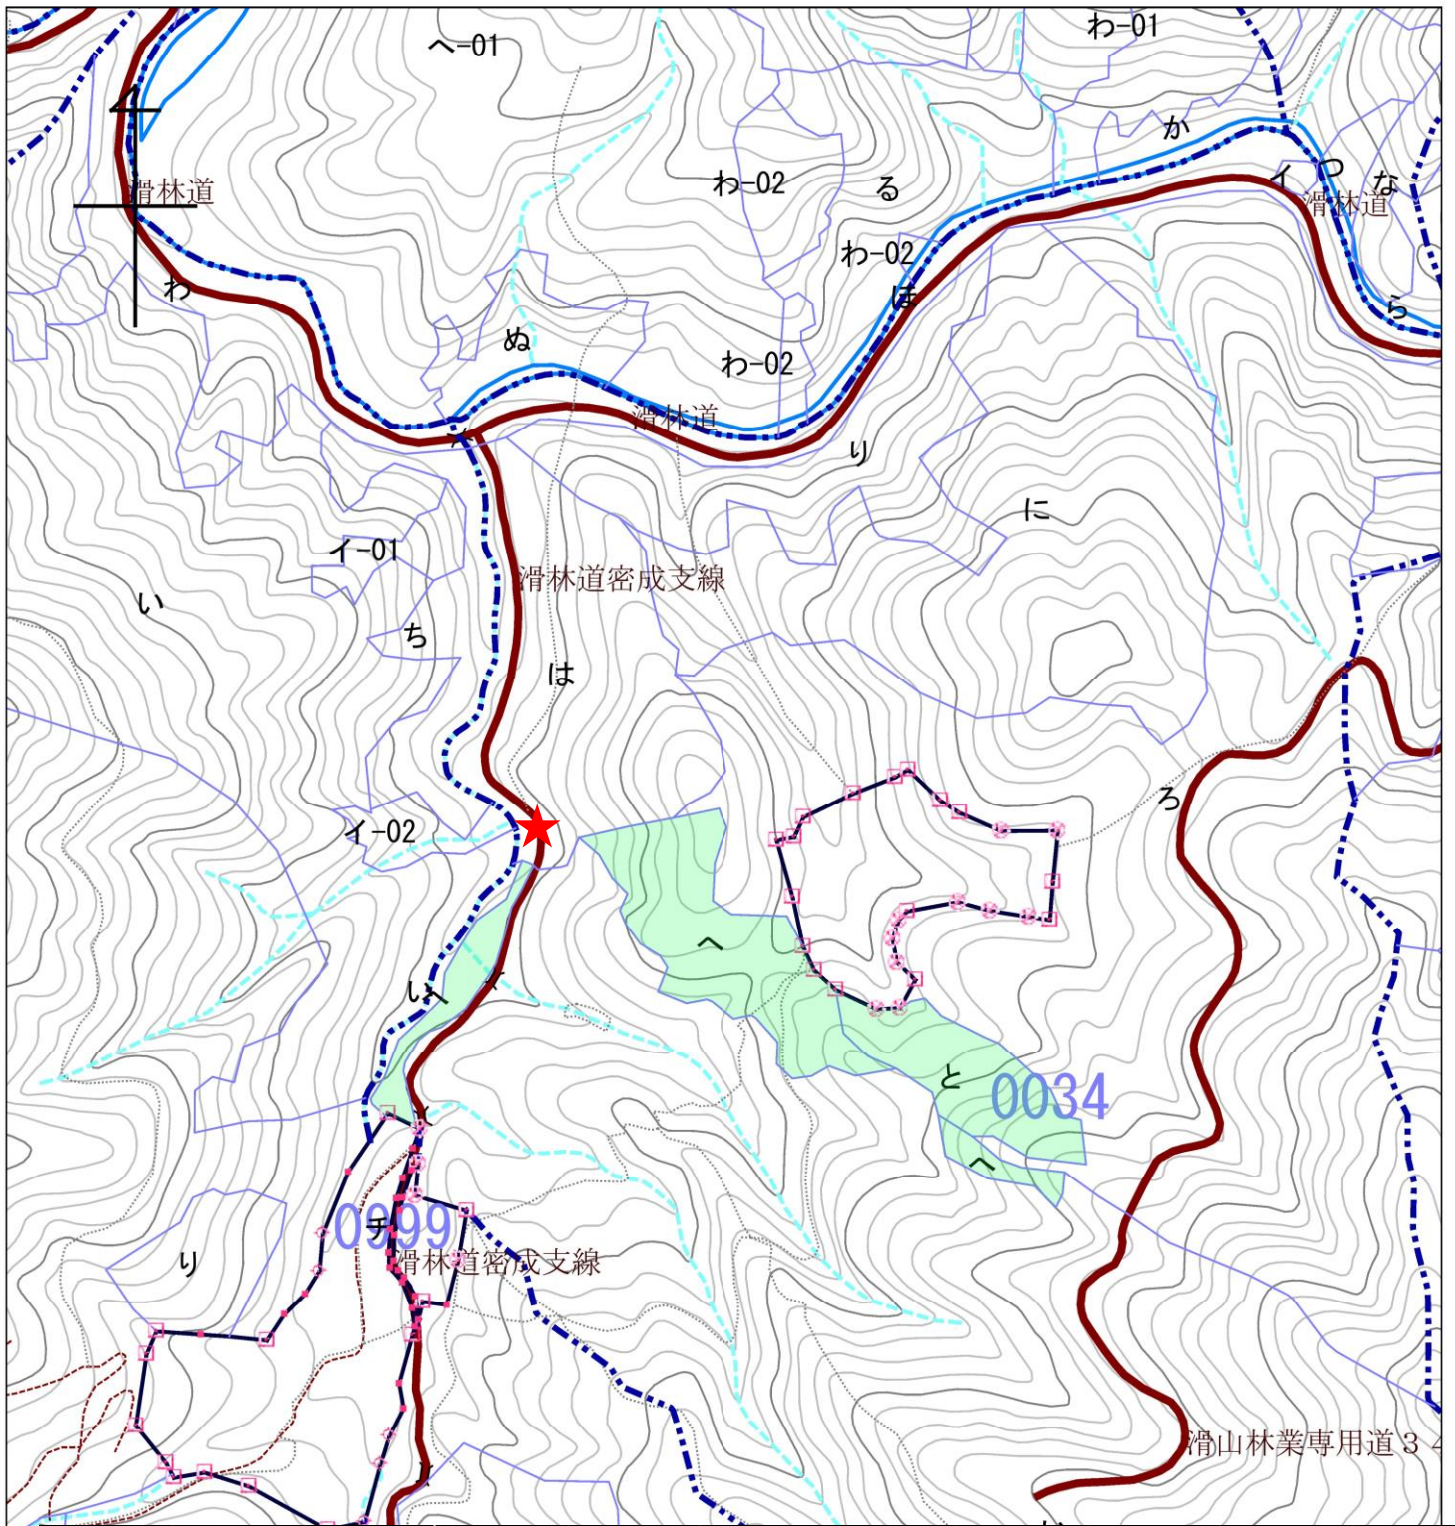 へ-01
わ-01
か
つ
イ
な
わ-02
る
滑林道
滑林道
わ-02
わ
ほ
ら
ぬ
わ-02
滑林道
り
に
イ-01
滑林道密成支線
い
ち
は
ろ
イ-02
へ
いへ
と
0034
へ
0999
チ
滑林道密成支線
り
滑山林業専用道34